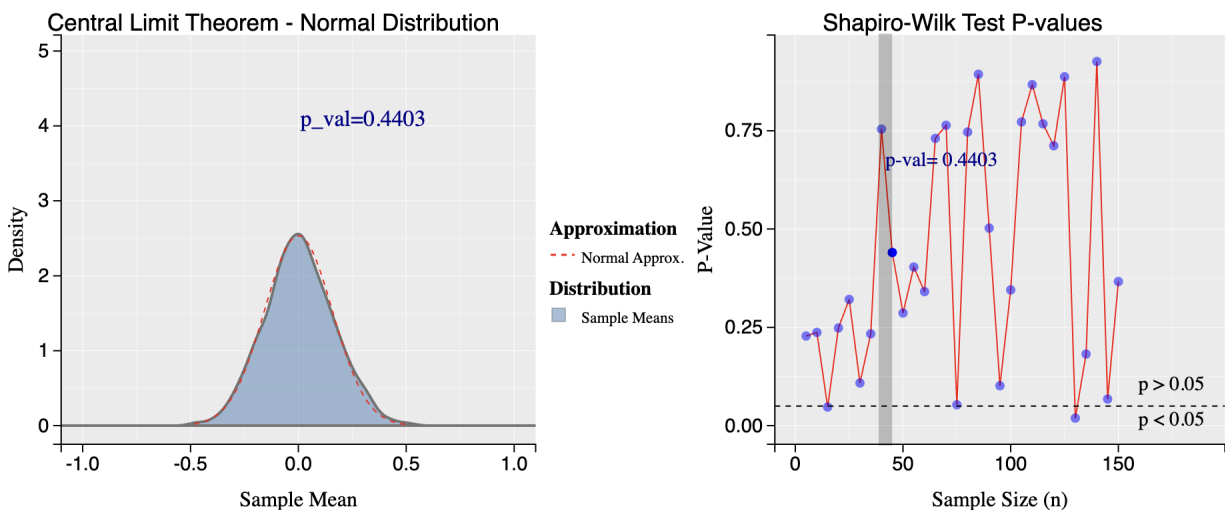 Central Limit Theorem - Normal Distribution
5
4
3
2
1
0
Density
p_val=0.4403
-1.0
-0.5
0.0
0.5
1.0
Sample Mean
Approximation
Normal Approx.
Distribution
Sample Means
Shapiro-Wilk Test P-values
0.75
0.50
0.25
0.00
P-Value
p-val= 0.4403
p > 0.05
p < 0.05
0
50
100
150
Sample Size (n)